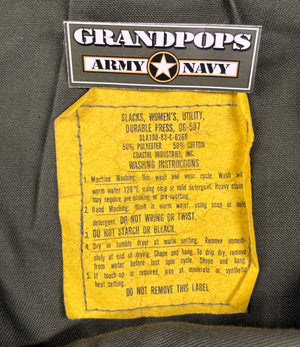 GRANDPOPS
ARMY NAVY
SLACKS, WOMEN'S, UTILITY,
DURABLE PRESS, OG-507
DLA100-83-C-0280
50% POLYESTER 50% COTTON
COASTAL INDUSTRIES, INC.
WASHING INSTRUCTIONS
1. Machine Washing: Use wash and wear cycle. Wash in
warm water 120°F, using soap or mild detergent. Heavy stain
may require pre-soaking or pre-spotting.
2. Hand Washing: Wash in warm water, using soap or mild
detergent. DO NOT WRING OR TWIST.
3. DO NOT STARCH OR BLEACH.
4. Dry in tumble dryer at warm setting. Remove immed-
iately at end of drying. Shape and hang. To drip dry, remove
from water before last spin cycle. Shape and hang.
5. If touch-up is required, iron at moderate or synthetic
heat setting.
DO NOT REMOVE THIS LABEL